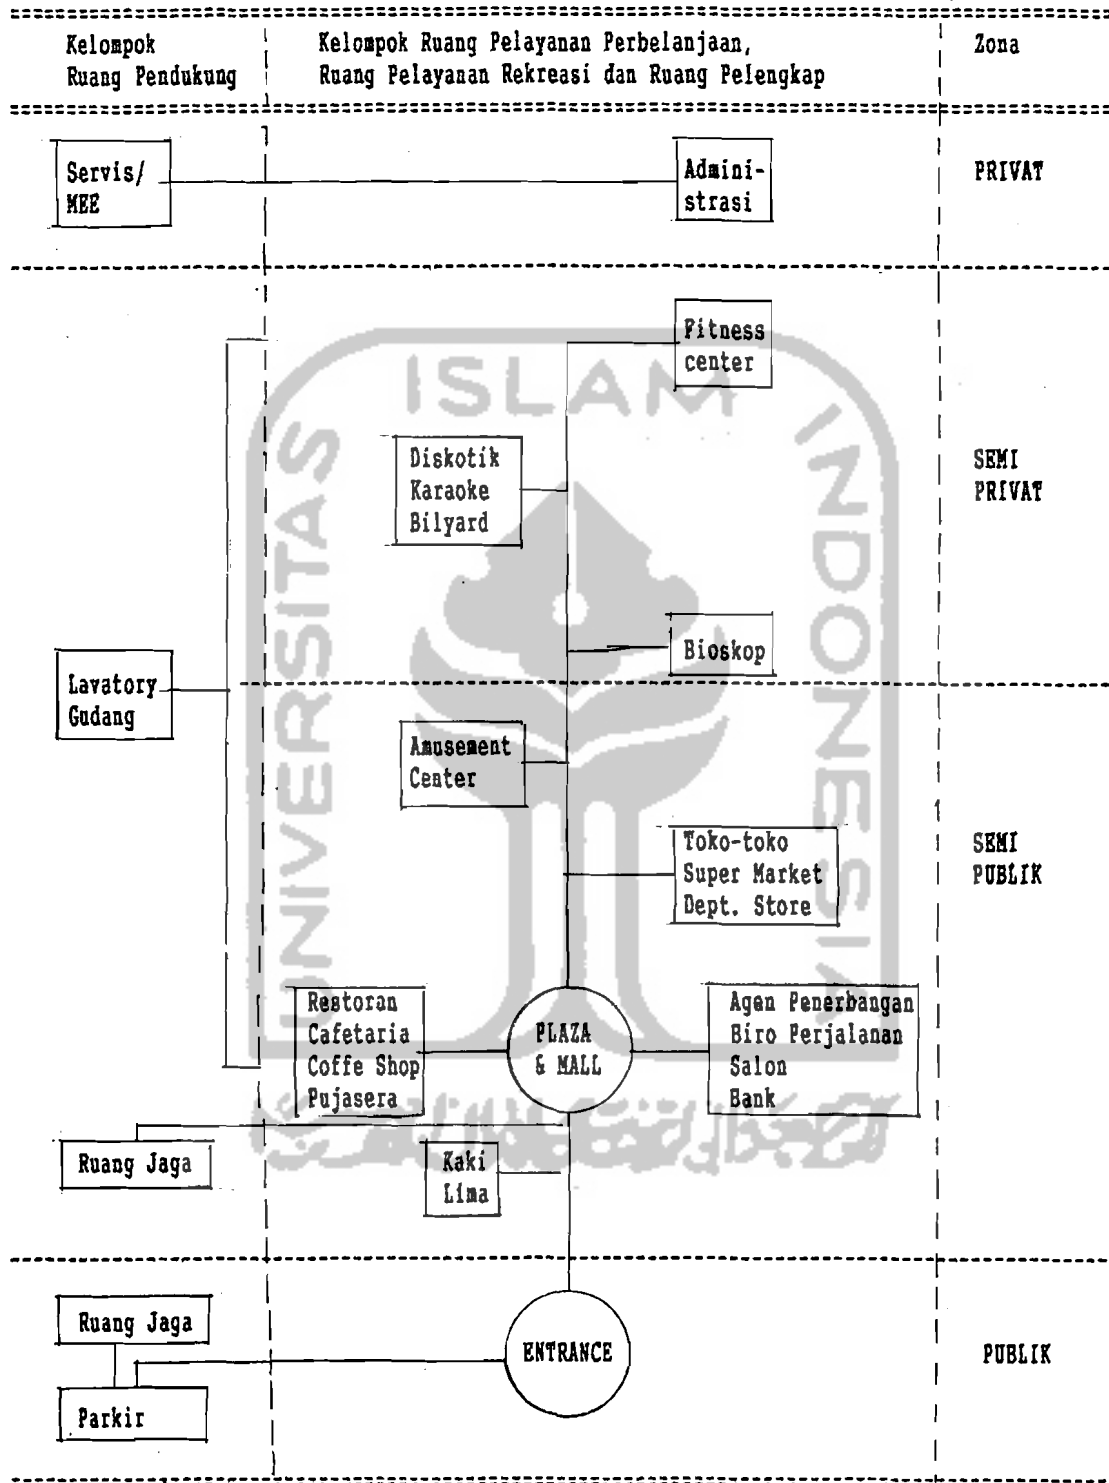 Kelompok
Ruang Pendukung
Kelompok Ruang Pelayanan Perbelanjaan,
Ruang Pelayanan Rekreasi dan Ruang Pelengkap
Zona
Servis/
MEE
Admini-
strasi
PRIVAT
Fitness
center
ISLAM
UNIVERSITAS
INDONESIA
Diskotik
Karaoke
Bilyard
SEMI
PRIVAT
Bioskop
Lavatory
Gudang
Amusement
Center
Toko-toko
Super Market
Dept. Store
SEMI
PUBLIK
Restoran
Cafetaria
Coffe Shop
Pujasera
PLAZA
& MALL
Agen Penerbangan
Biro Perjalanan
Salon
Bank
Ruang Jaga
Kaki
Lima
Ruang Jaga
ENTRANCE
PUBLIK
Parkir